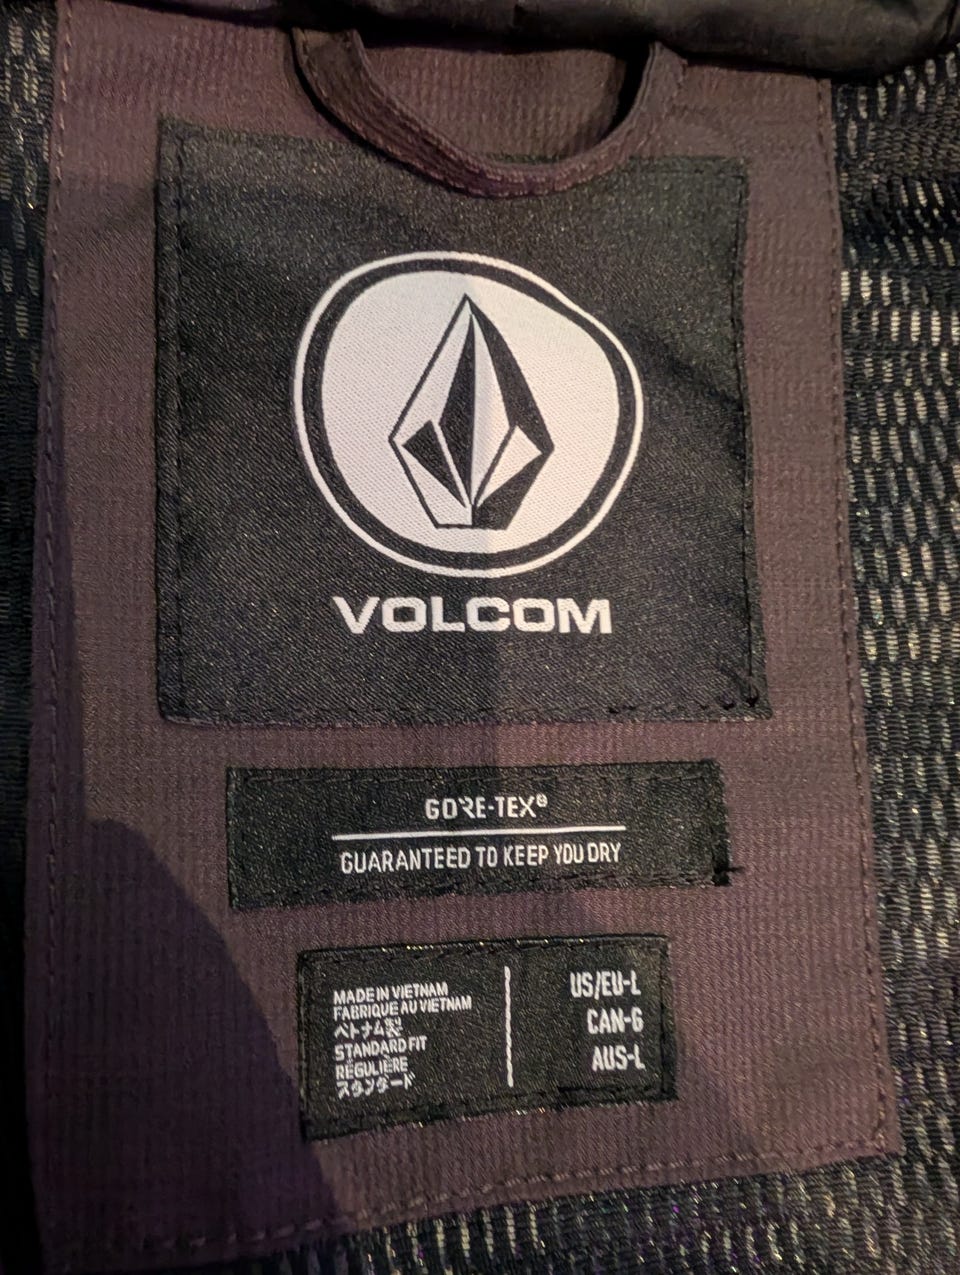 VOLCOM
GORE-TEX®
GUARANTEED TO KEEP YOU DRY
MADE IN VIETNAM
FABRIQUE AU VIETNAM
ベトナム製
STANDARD FIT
RÉGULIÈRE
スタンダード
US/EU-L
CAN-G
AUS-L